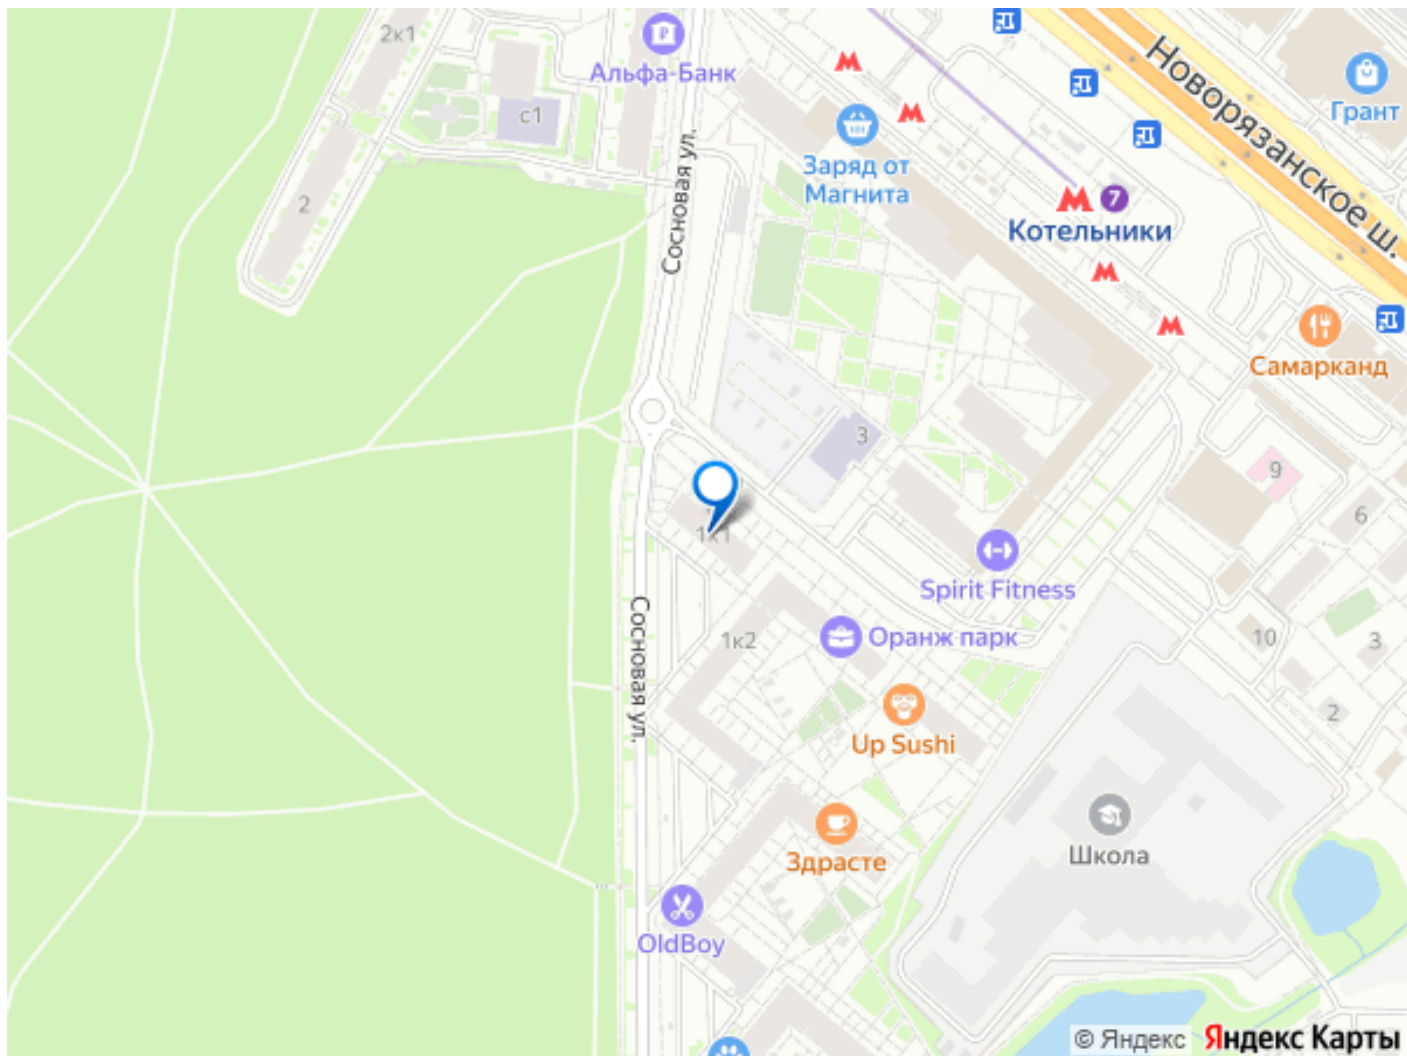 2к1
Альфа-Банк
с1
2
Сосновая ул.
Заряд от
Магнита
Новорязанское ш.
Грант
7
Котельники
Самарканд
3
9
6
1к1
Spirit Fitness
Сосновая ул.
1к2
Оранж парк
10
3
2
Up Sushi
Здрасте
Школа
OldBoy
© Яндекс Яндекс Карты